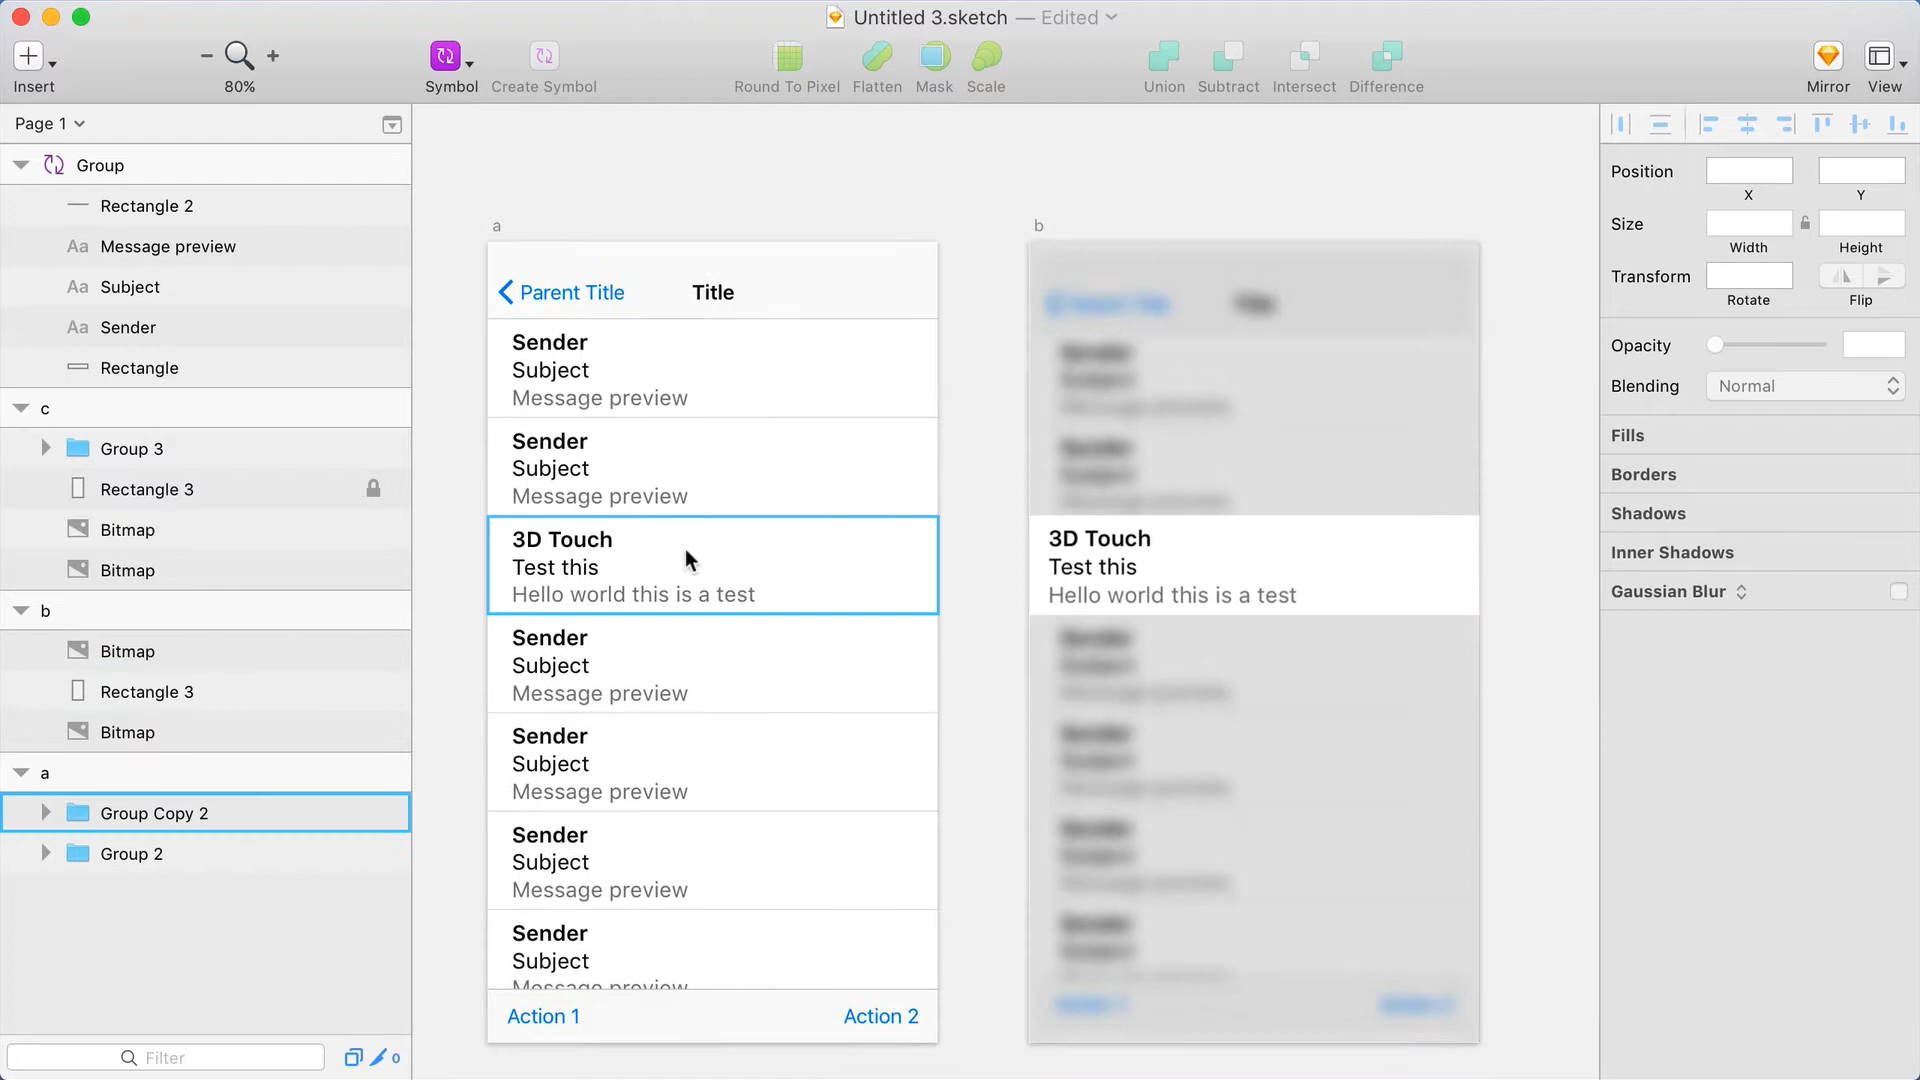 Untitled 3.sketch — Edited
Insert
80%
Symbol
Create Symbol
Round To Pixel
Flatten
Mask
Scale
Union
Subtract
Intersect
Difference
Mirror
View
Page 1
Group
Rectangle 2
Aa Message preview
Aa Subject
Aa Sender
Rectangle
c
Group 3
Rectangle 3
Bitmap
Bitmap
b
Bitmap
Rectangle 3
Bitmap
a
Group Copy 2
Group 2
Filter
0
a
Parent Title
Title
Sender
Subject
Message preview
Sender
Subject
Message preview
3D Touch
Test this
Hello world this is a test
Sender
Subject
Message preview
Sender
Subject
Message preview
Sender
Subject
Message preview
Sender
Subject
Message preview
Action 1
Action 2
b
3D Touch
Test this
Hello world this is a test
Position
X
Y
Size
Width
Height
Transform
Rotate
Flip
Opacity
Blending
Normal
Fills
Borders
Shadows
Inner Shadows
Gaussian Blur